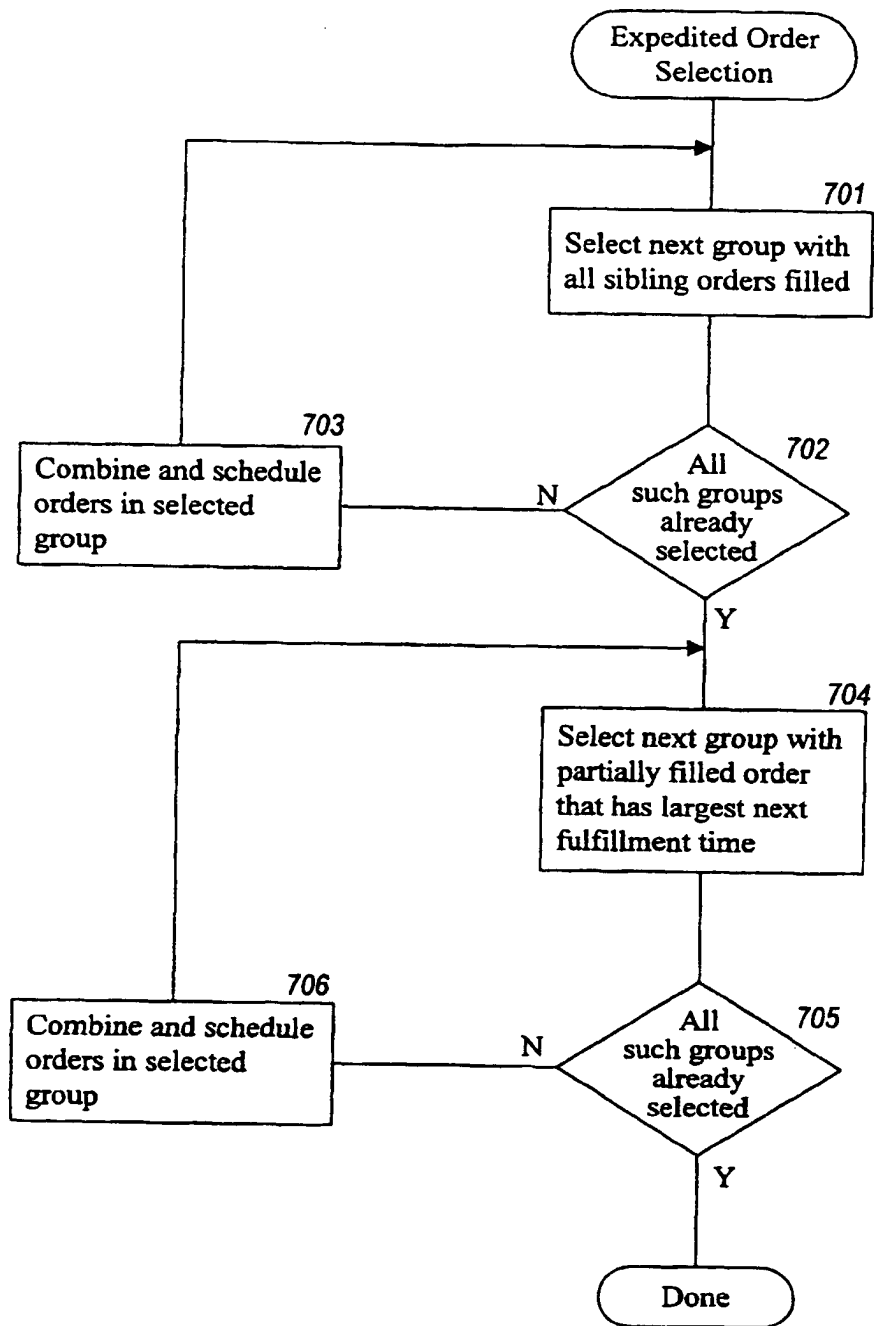 Expedited Order
Selection
701
Select next group with
all sibling orders filled
703
Combine and schedule
orders in selected
group
702
All
such groups
already
selected
N
Y
704
Select next group with
partially filled order
that has largest next
fulfillment time
706
Combine and schedule
orders in selected
group
705
All
such groups
already
selected
N
Y
Done